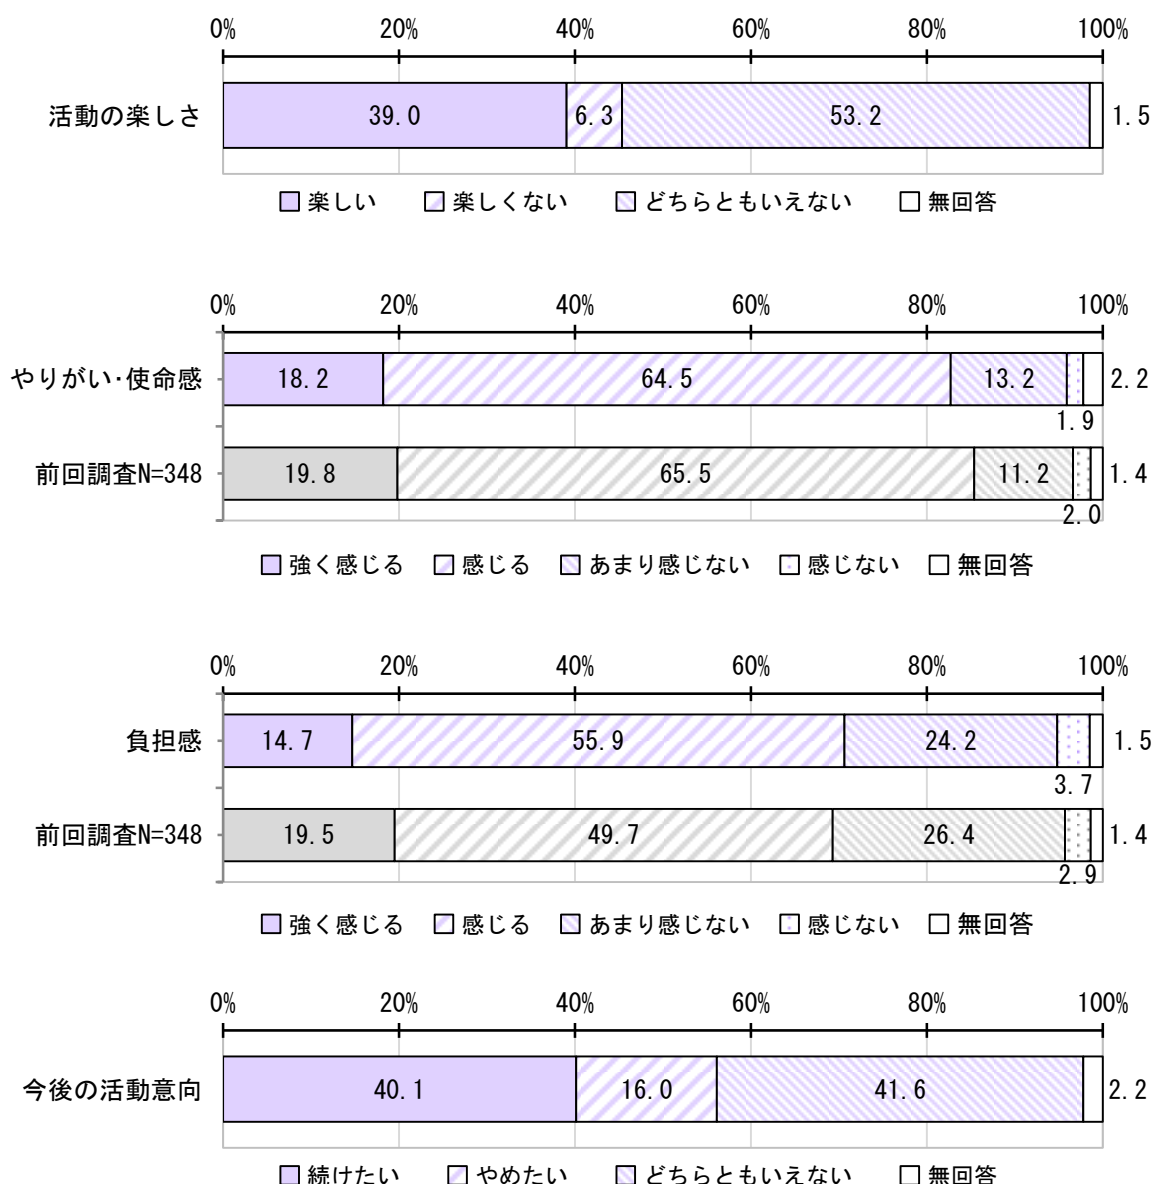 0% 20% 40% 60% 80% 100%
活動の楽しさ 39.0 6.3 53.2 1.5
楽しい 楽しくない どちらともいえない 無回答
0% 20% 40% 60% 80% 100%
やりがい・使命感 18.2 64.5 13.2 2.2
1.9
前回調査N=348 19.8 65.5 11.2 1.4
2.0
強く感じる 感じる あまり感じない 感じない 無回答
0% 20% 40% 60% 80% 100%
負担感 14.7 55.9 24.2 1.5
3.7
前回調査N=348 19.5 49.7 26.4 1.4
2.9
強く感じる 感じる あまり感じない 感じない 無回答
0% 20% 40% 60% 80% 100%
今後の活動意向 40.1 16.0 41.6 2.2
続けたい やめたい どちらともいえない 無回答